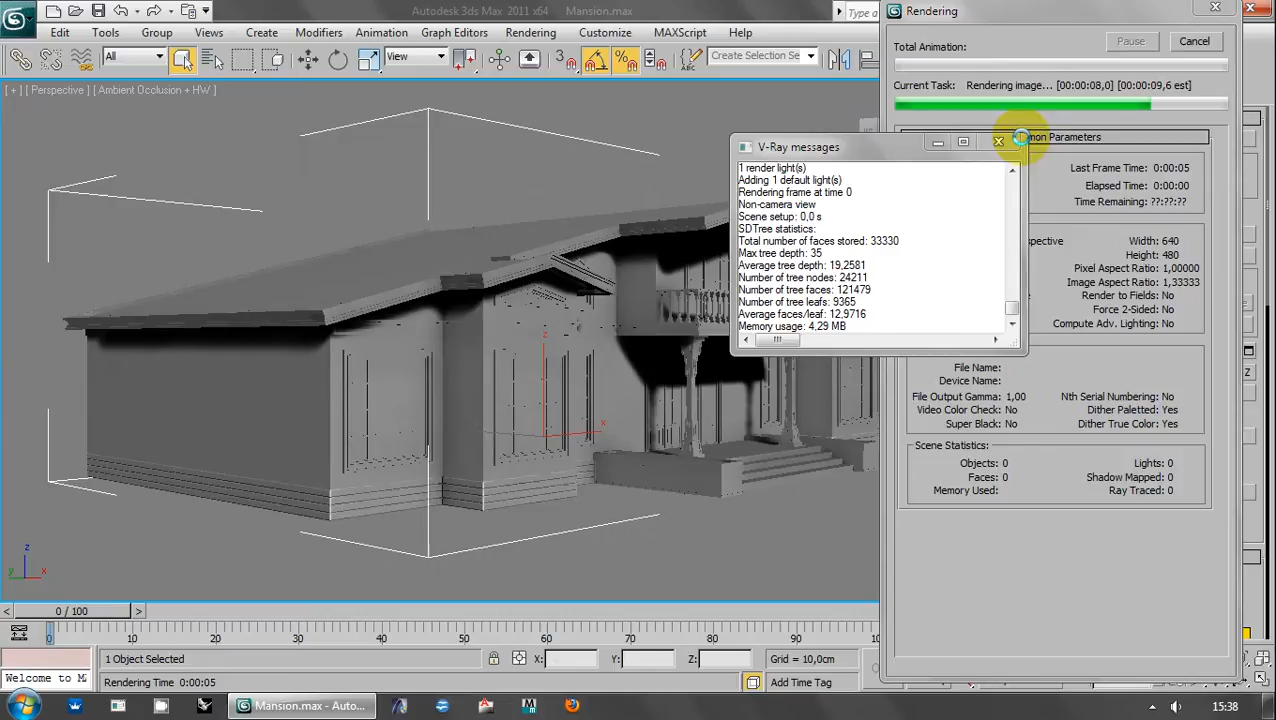 Autodesk 3ds Max 2011 x64 Mansion.max
Type a
Rendering
Edit Tools Group Views Create Modifiers Animation Graph Editors Rendering Customize MAXScript Help
Total Animation:
Pause Cancel
All View 3 Create Selection Se
Current Task: Rendering image... [00:00:08,0] [00:00:09,6 est]
[ + ] [ Perspective ] [ Ambient Occlusion + HW ]
mon Parameters
V-Ray messages
1 render light(s)
Adding 1 default light(s)
Rendering frame at time 0
Non-camera view
Scene setup: 0,0 s
SDTree statistics:
Total number of faces stored: 33330
Max tree depth: 35
Average tree depth: 19,2581
Number of tree nodes: 24211
Number of tree faces: 121479
Number of tree leafs: 9365
Average faces/leaf: 12,9716
Memory usage: 4,29 MB
Last Frame Time: 0:00:05
Elapsed Time: 0:00:00
Time Remaining: ??:??:??
spective Width: 640
Height: 480
Pixel Aspect Ratio: 1,00000
Image Aspect Ratio: 1,33333
Render to Fields: No
Force 2-Sided: No
Compute Adv. Lighting: No
File Name:
Device Name:
File Output Gamma: 1,00 Nth Serial Numbering: No
Video Color Check: No Dither Paletted: Yes
Super Black: No Dither True Color: Yes
Scene Statistics:
Objects: 0 Lights: 0
Faces: 0 Shadow Mapped: 0
Memory Used: Ray Traced: 0
z
x
z
y x
0 / 100
0 10 20 30 40 50 60 70 80 90 10
1 Object Selected X: Y: Z: Grid = 10,0cm
Welcome to M
Rendering Time 0:00:05 Add Time Tag
Mansion.max - Auto... 15:38